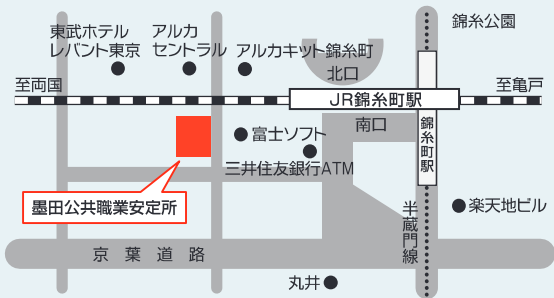 錦糸公園
東武ホテル
レバント東京
アルカ
セントラル
アルカキット錦糸町
北口
至両国
JR錦糸町駅
至亀戸
南口
富士ソフト
錦糸町駅
三井住友銀行ATM
墨田公共職業安定所
半蔵門線
楽天地ビル
京葉道路
丸井